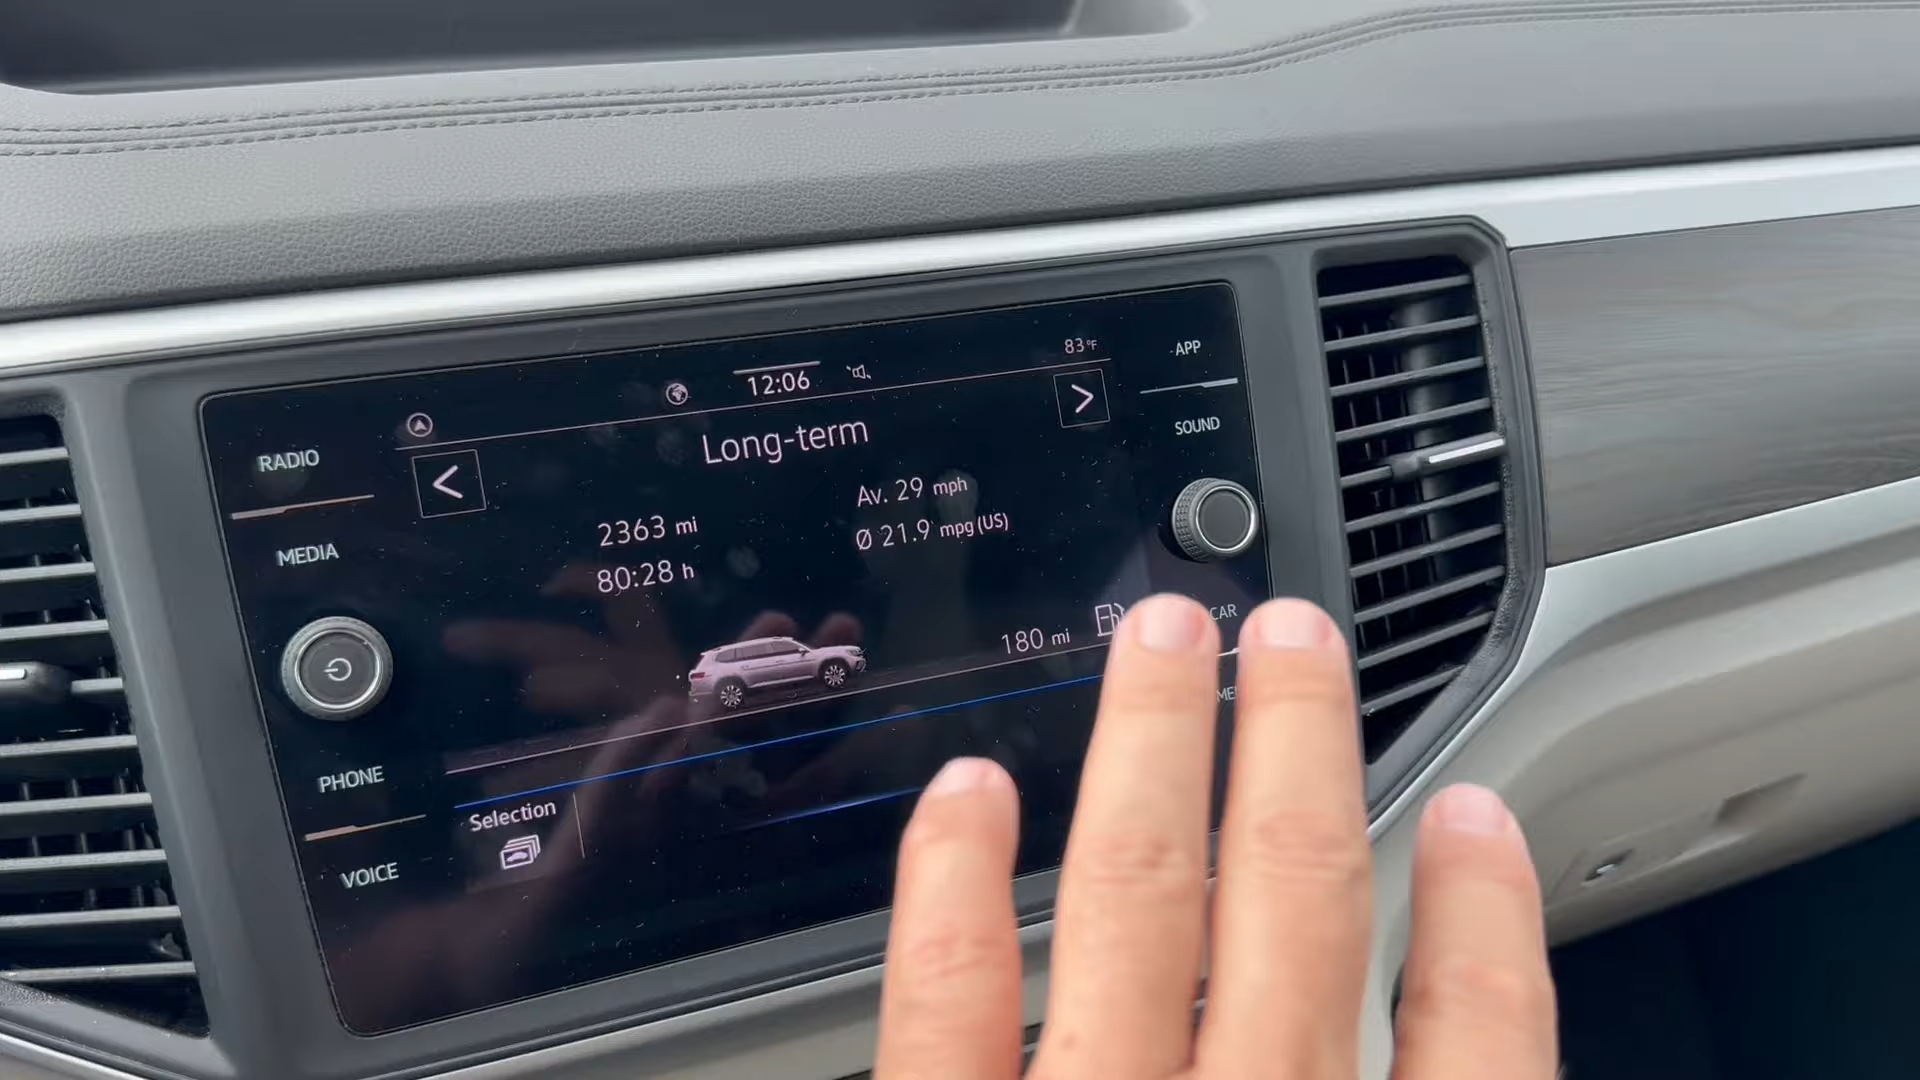 12:06
83°F
APP
RADIO
Long-term
SOUND
MEDIA
2363 mi
Av. 29 mph
80:28 h
Ø 21.9 mpg (US)
180 mi
CAR
PHONE
Selection
VOICE